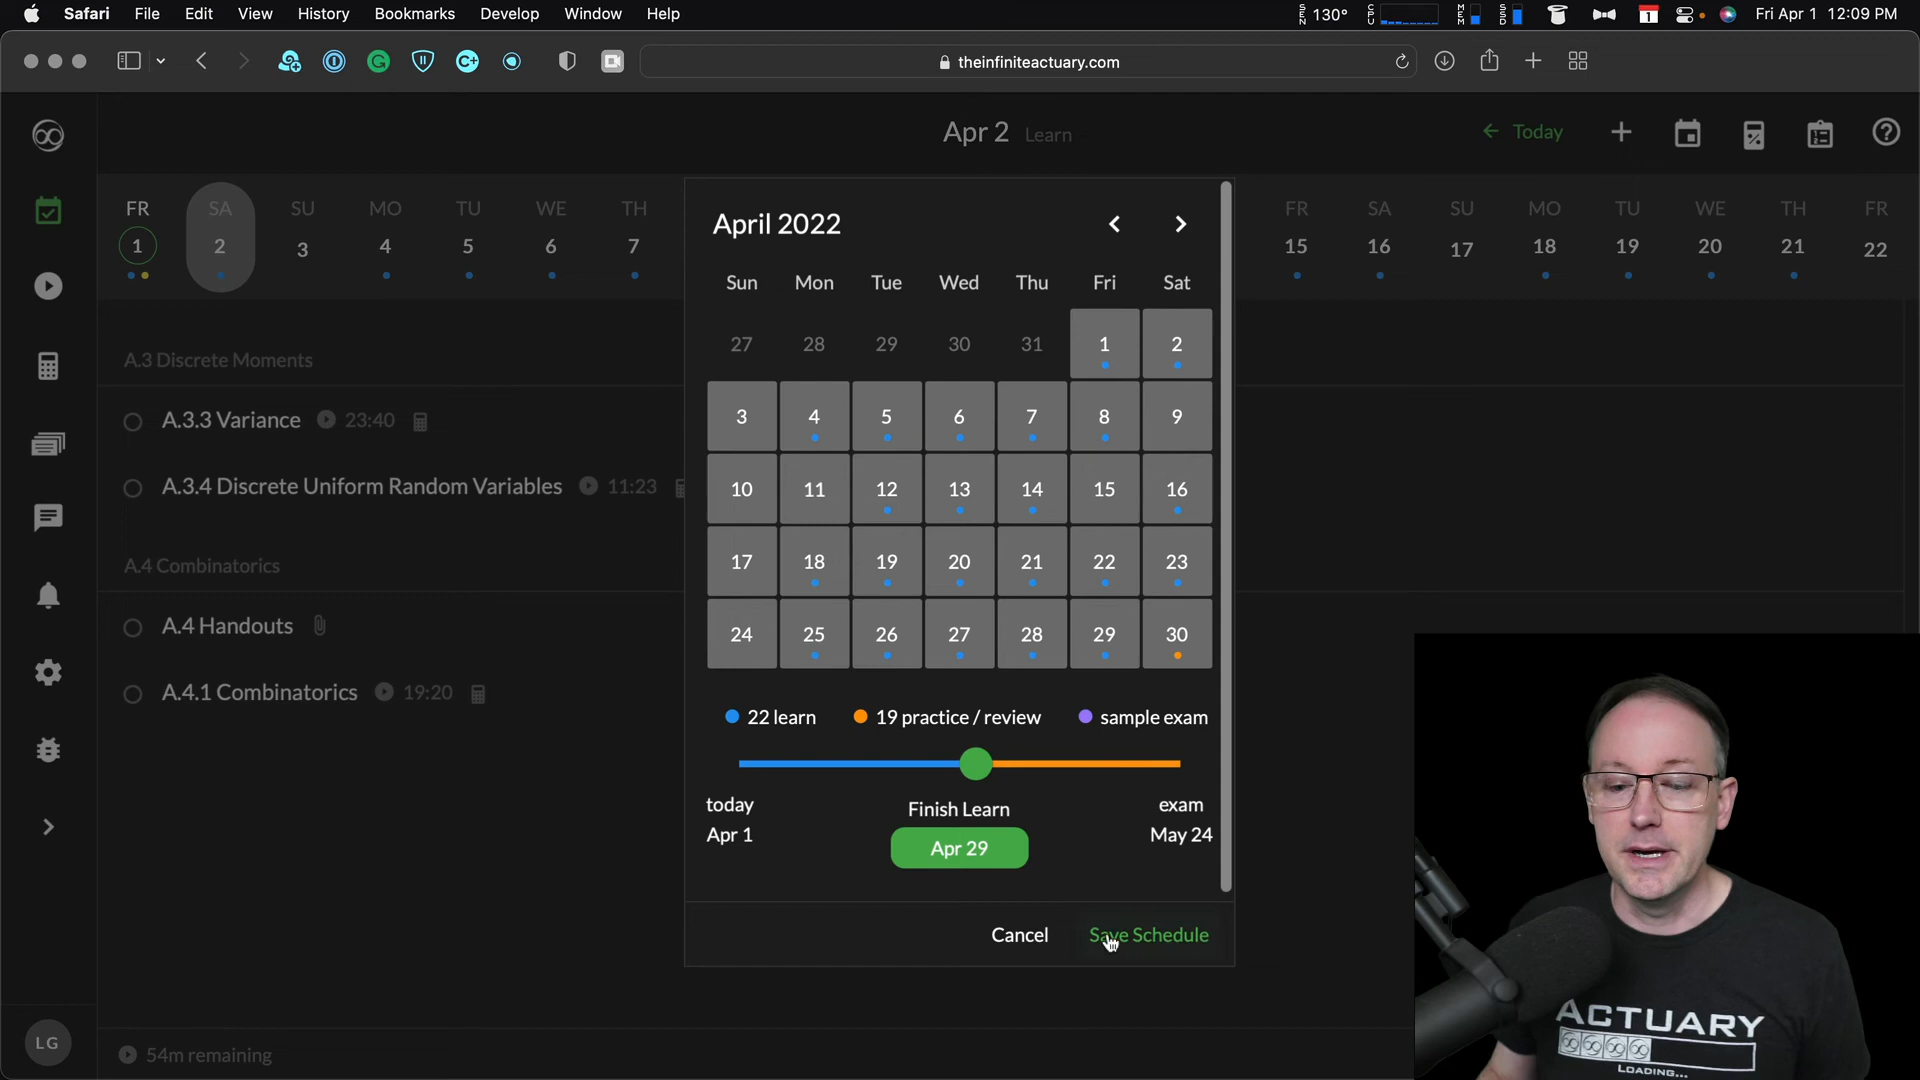 Safari File Edit View History Bookmarks Develop Window Help
SEN 130° CPU MEM SSD 1 Fri Apr 1 12:09 PM
theinfiniteactuary.com
Apr 2 Learn
Today
FR SA SU MO TU WE TH
1 2 3 4 5 6 7
FR SA SU MO TU WE TH FR
15 16 17 18 19 20 21 22
A.3 Discrete Moments
A.3.3 Variance 23:40
A.3.4 Discrete Uniform Random Variables 11:23
A.4 Combinatorics
A.4 Handouts
A.4.1 Combinatorics 19:20
April 2022
Sun Mon Tue Wed Thu Fri Sat
27 28 29 30 31 1 2
3 4 5 6 7 8 9
10 11 12 13 14 15 16
17 18 19 20 21 22 23
24 25 26 27 28 29 30
22 learn 19 practice / review sample exam
today Finish Learn exam
Apr 1 Apr 29 May 24
Cancel Save Schedule
LG
54m remaining
ACTUARY
LOADING...